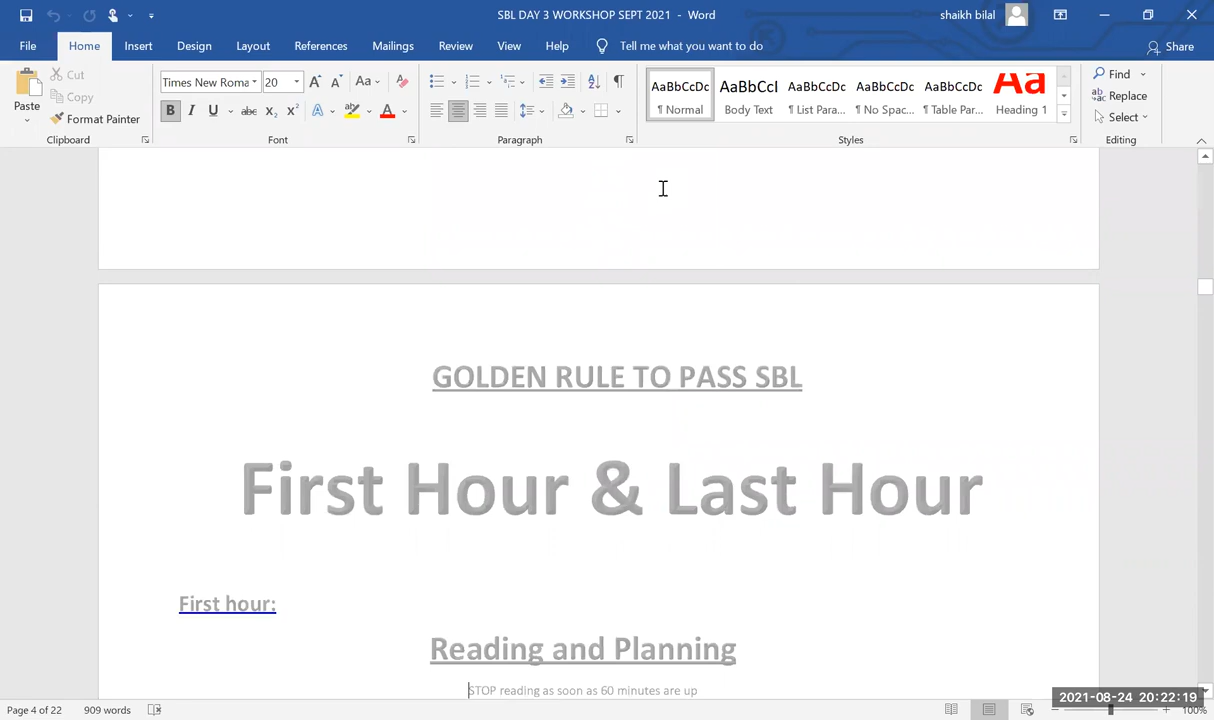 SBL DAY 3 WORKSHOP SEPT 2021 - Word
shaikh bilal
File Home Insert Design Layout References Mailings Review View Help Tell me what you want to do Share
Paste
Cut
Copy
Format Painter
Clipboard
Times New Roma 20
Font
Paragraph
AaBbCcDc AaBbCcI AaBbCcDc AaBbCcDc AaBbCcDc Aa
¶ Normal Body Text ¶ List Para... ¶ No Spac... ¶ Table Par... Heading 1
Styles
Find
Replace
Select
Editing
GOLDEN RULE TO PASS SBL
First Hour & Last Hour
First hour:
Reading and Planning
STOP reading as soon as 60 minutes are up
2021-08-24 20:22:19
Page 4 of 22 909 words 100%